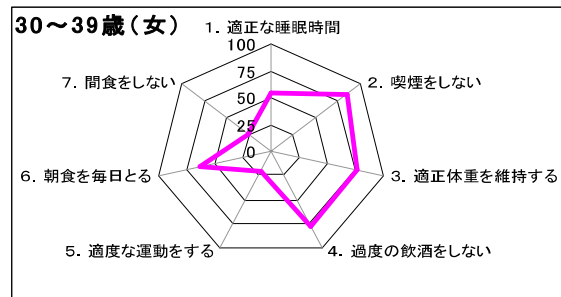 30～39歳（女）
1. 適正な睡眠時間
100
75
50
25
0
2. 喫煙をしない
3. 適正体重を維持する
4. 過度の飲酒をしない
5. 適度な運動をする
6. 朝食を毎日とる
7. 間食をしない